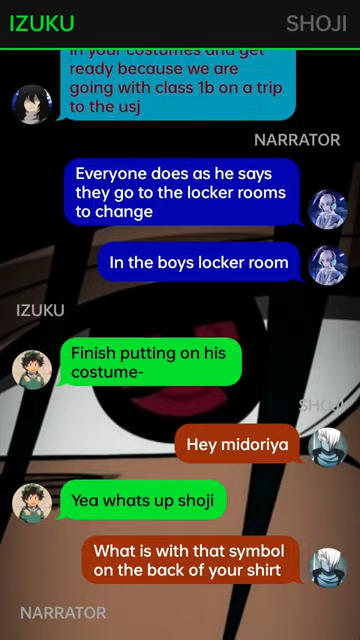 IZUKU
SHOJI
in your costumes and get
ready because we are
going with class 1b on a trip
to the usj
NARRATOR
Everyone does as he says
they go to the locker rooms
to change
In the boys locker room
IZUKU
Finish putting on his
costume-
SHOJI
Hey midoriya
Yea whats up shoji
What is with that symbol
on the back of your shirt
NARRATOR